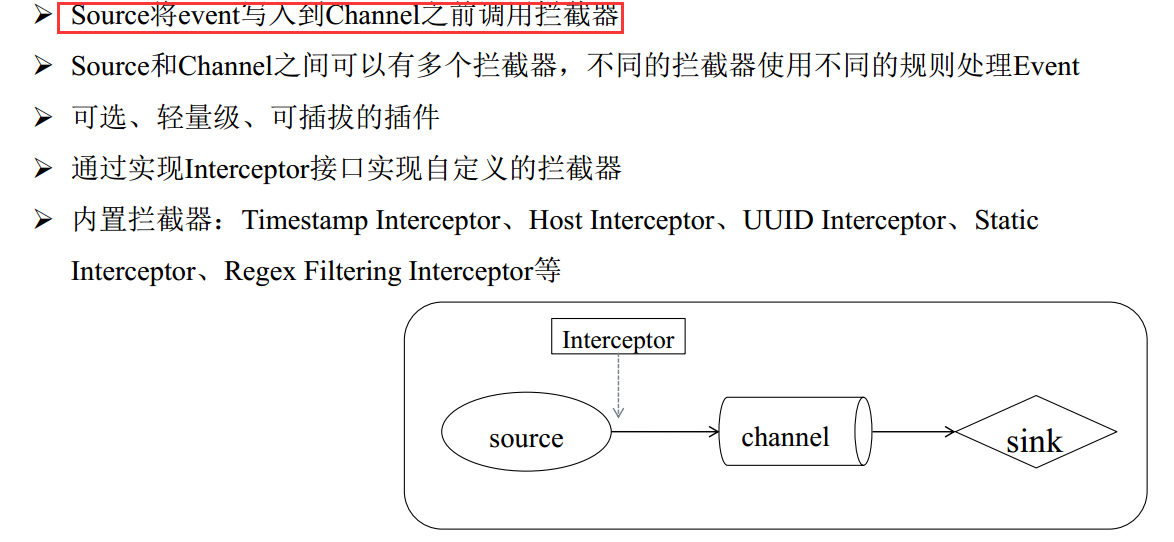 Source将event写人到Channel之前调用拦截器
Source和Channel之间可以有多个拦截器，不同的拦截器使用不同的规则处理Event
可选、轻量级、可插拔的插件
通过实现Interceptor接口实现自定义的拦截器
内置拦截器：Timestamp Interceptor、Host Interceptor、UUID Interceptor、Static
Interceptor、Regex Filtering Interceptor等
Interceptor
source
channel
sink